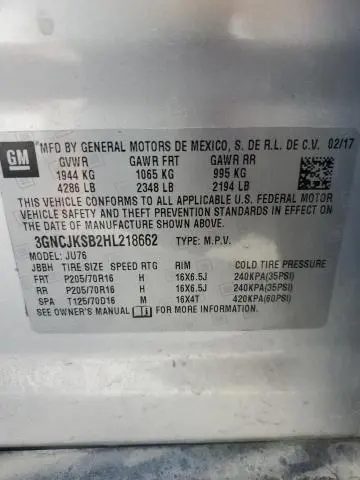 GM
MFD BY GENERAL MOTORS DE MEXICO, S. DE R.L. DE C.V. 02/17
GVWR GAWR FRT GAWR RR
1944 KG 1065 KG 995 KG
4286 LB 2348 LB 2194 LB
THIS VEHICLE CONFORMS TO ALL APPLICABLE U.S. FEDERAL MOTOR
VEHICLE SAFETY, BUMPER, AND THEFT PREVENTION STANDARDS IN EFFECT ON
THE DATE OF MANUFACTURE SHOWN ABOVE.
3GNCJKSB2HL218662 TYPE: M.P.V.
MODEL: JU76
JBBH TIRE SIZE SPEED RTG RIM COLD TIRE PRESSURE
FRT P205/70R16 H 16X6.5J 240KPA(35PSI)
RR P205/70R16 H 16X6.5J 240KPA(35PSI)
SPA T125/70D16 M 16X4T 420KPA(60PSI)
SEE OWNER'S MANUAL FOR MORE INFORMATION.